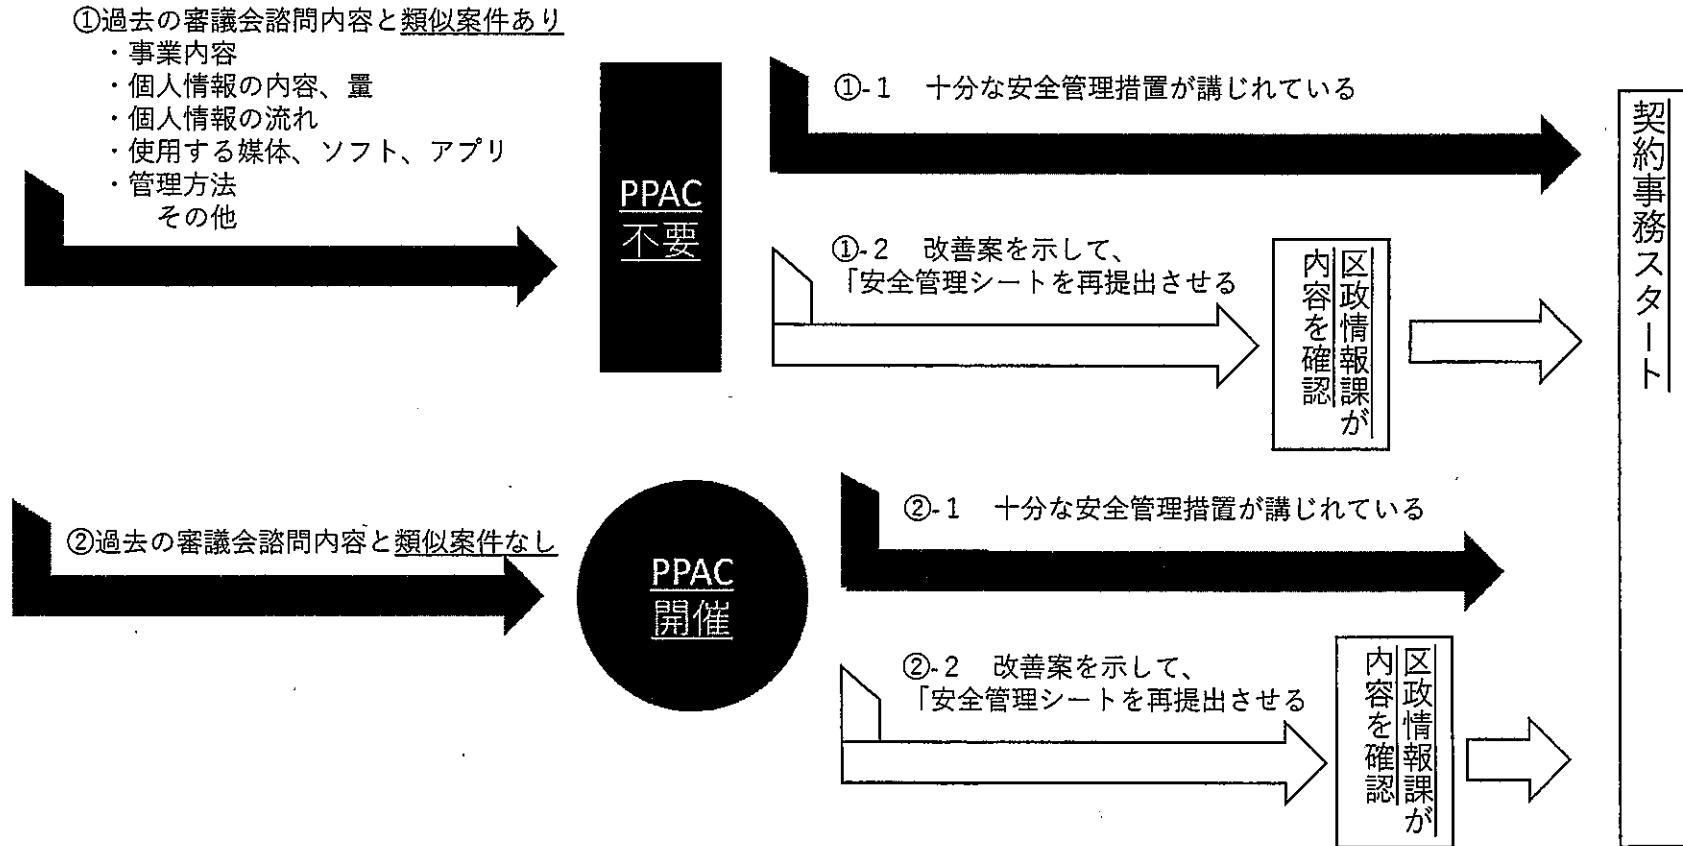 ①過去の審議会諮問内容と類似案件あり
・事業内容
・個人情報の内容、量
・個人情報の流れ
・使用する媒体、ソフト、アプリ
・管理方法
その他
PPAC
不要
①-1 十分な安全管理措置が講じれている
①-2 改善案を示して、
「安全管理シートを再提出させる
区政情報課が
内容を確認
契約事務スタート
②過去の審議会諮問内容と類似案件なし
PPAC
開催
②-1 十分な安全管理措置が講じれている
②-2 改善案を示して、
「安全管理シートを再提出させる
区政情報課が
内容を確認